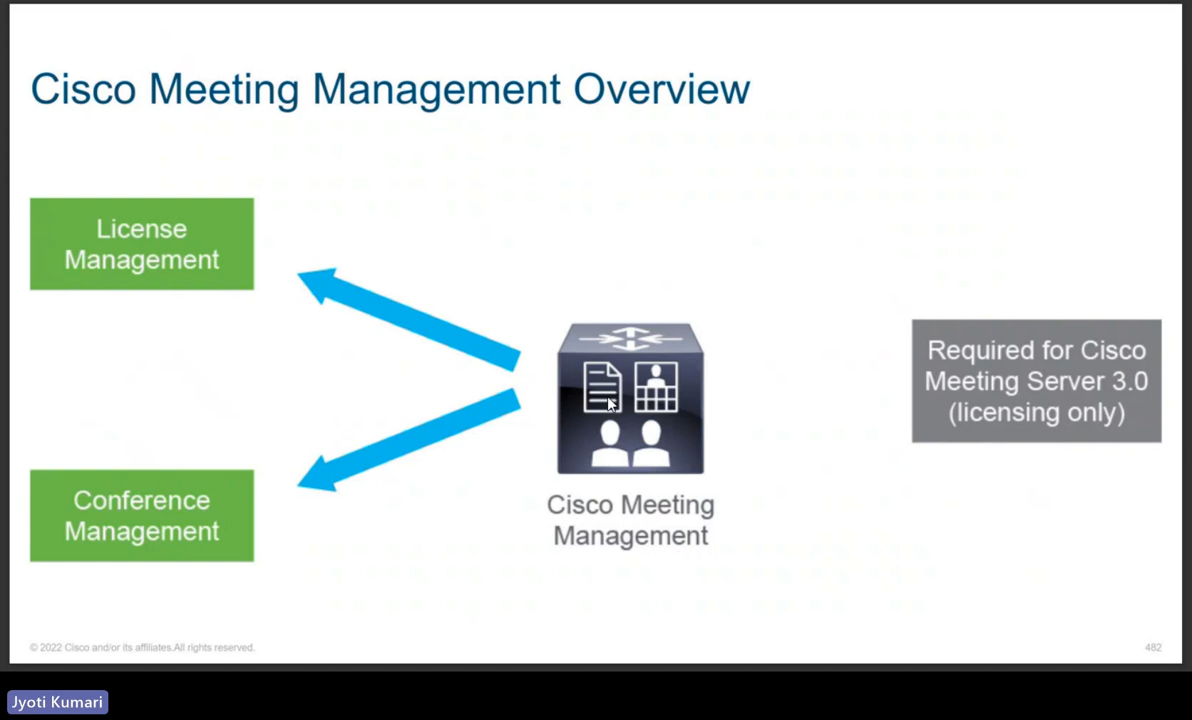 Cisco Meeting Management Overview
License
Management
Required for Cisco
Meeting Server 3.0
(licensing only)
Conference
Management
Cisco Meeting
Management
© 2022 Cisco and/or its affiliates.All rights reserved.
482
Jyoti Kumari